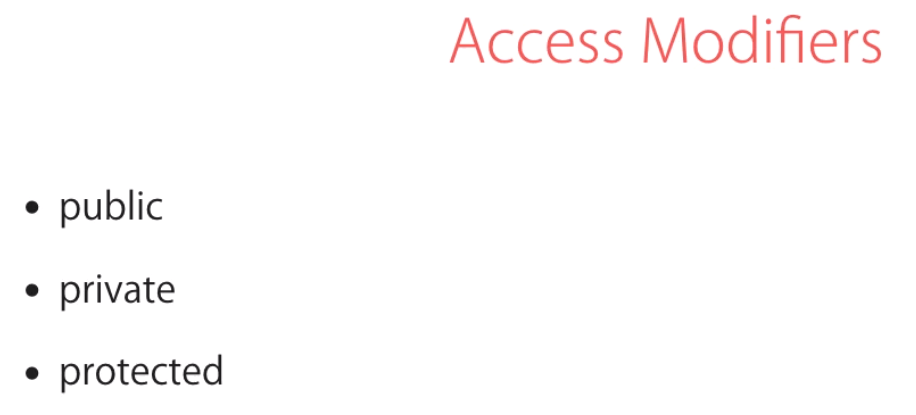 Access Modifiers
• public
• private
• protected